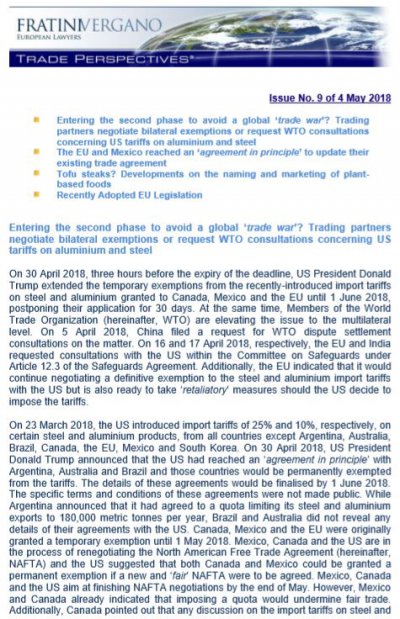 FRATINIVERGANO
EUROPEAN LAWYERS
TRADE PERSPECTIVES®
Issue No. 9 of 4 May 2018
Entering the second phase to avoid a global ‘trade war’? Trading
partners negotiate bilateral exemptions or request WTO consultations
concerning US tariffs on aluminium and steel
The EU and Mexico reached an ‘agreement in principle’ to update their
existing trade agreement
Tofu steaks? Developments on the naming and marketing of plant-
based foods
Recently Adopted EU Legislation
Entering the second phase to avoid a global ‘trade war’? Trading partners
negotiate bilateral exemptions or request WTO consultations concerning US
tariffs on aluminium and steel
On 30 April 2018, three hours before the expiry of the deadline, US President Donald
Trump extended the temporary exemptions from the recently-introduced import tariffs
on steel and aluminium granted to Canada, Mexico and the EU until 1 June 2018,
postponing their application for 30 days. At the same time, Members of the World
Trade Organization (hereinafter, WTO) are elevating the issue to the multilateral
level. On 5 April 2018, China filed a request for WTO dispute settlement
consultations on the matter. On 16 and 17 April 2018, respectively, the EU and India
requested consultations with the US within the Committee on Safeguards under
Article 12.3 of the Safeguards Agreement. Additionally, the EU indicated that it would
continue negotiating a definitive exemption to the steel and aluminium import tariffs
with the US but is also ready to take ‘retaliatory’ measures should the US decide to
impose the tariffs.
On 23 March 2018, the US introduced import tariffs of 25% and 10%, respectively, on
certain steel and aluminium products, from all countries except Argentina, Australia,
Brazil, Canada, the EU, Mexico and South Korea. On 30 April 2018, US President
Donald Trump announced that the US had reached an ‘agreement in principle’ with
Argentina, Australia and Brazil and those countries would be permanently exempted
from the tariffs. The details of these agreements would be finalised by 1 June 2018.
The specific terms and conditions of these agreements were not made public. While
Argentina announced that it had agreed to a quota limiting its steel and aluminium
exports to 180,000 metric tonnes per year, Brazil and Australia did not reveal any
details of their agreements with the US. Canada, Mexico and the EU were originally
granted a temporary exemption until 1 May 2018. Mexico, Canada and the US are in
the process of renegotiating the North American Free Trade Agreement (hereinafter,
NAFTA) and the US suggested that both Canada and Mexico could be granted a
permanent exemption if a new and ‘fair’ NAFTA were to be agreed. Mexico, Canada
and the US aim at finishing NAFTA negotiations by the end of May. However, Mexico
and Canada already indicated that imposing a quota would undermine fair trade.
Additionally, Canada pointed out that any discussion on the import tariffs on steel and